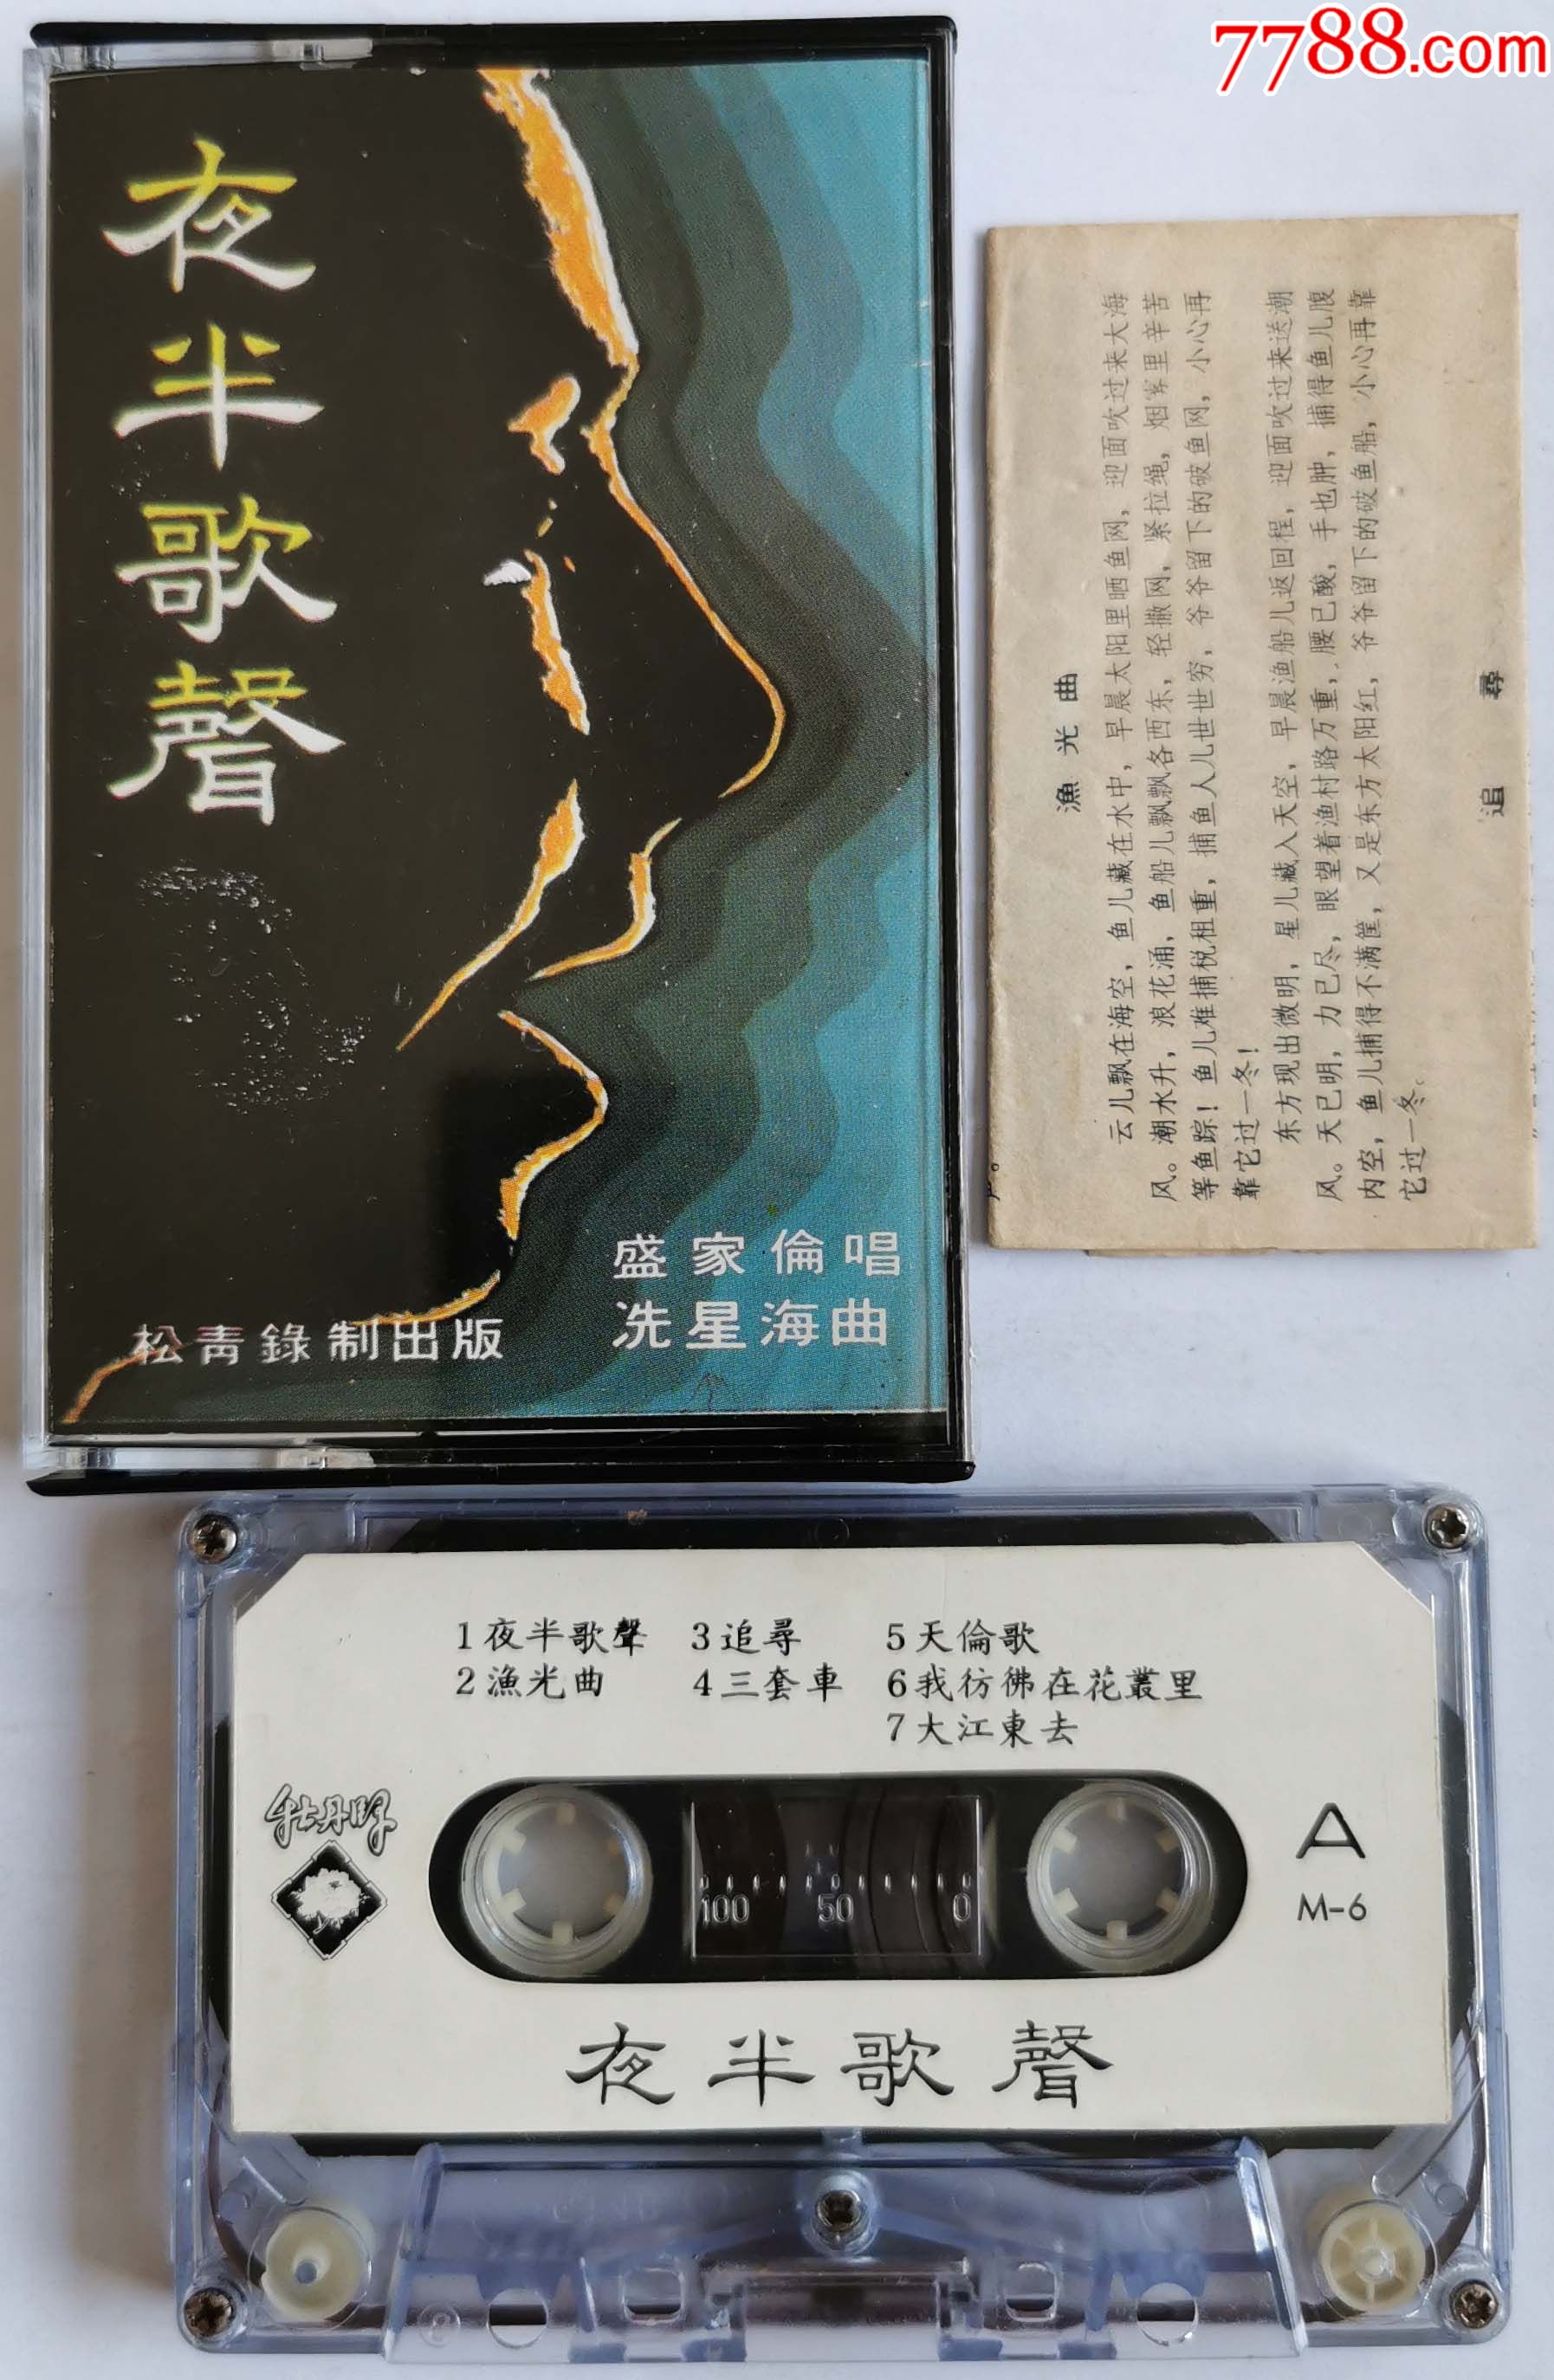 7788.com
夜半歌聲
盛家倫唱
冼星海曲
松青錄制出版
漁光曲
云儿飘在海空，鱼儿藏在水中，早晨太阳里晒鱼网，迎面吹过来大海
风。潮水升，浪花涌，鱼船儿飘飘各西东，轻撒网，紧拉绳，烟雾里辛苦
等鱼踪！鱼儿难捕税租重，捕鱼人儿世世穷，爷爷留下的破鱼网，小心再
靠它过一冬！
东方现出微明，星儿藏入天空，早晨渔船儿返回程，迎面吹过来送潮
风。天已明，力已尽，眼望着渔村路万重，腰已酸，手也肿，捕得鱼儿腹
内空，鱼儿捕得不满筐，又是东方太阳红，爷爷留下的破鱼船，小心再靠
它过一冬。
追尋
1夜半歌聲 3追尋 5天倫歌
2漁光曲 4三套車 6我彷彿在花叢里
7大江東去
牡丹牌
A
M-6
100 50 0
夜半歌聲